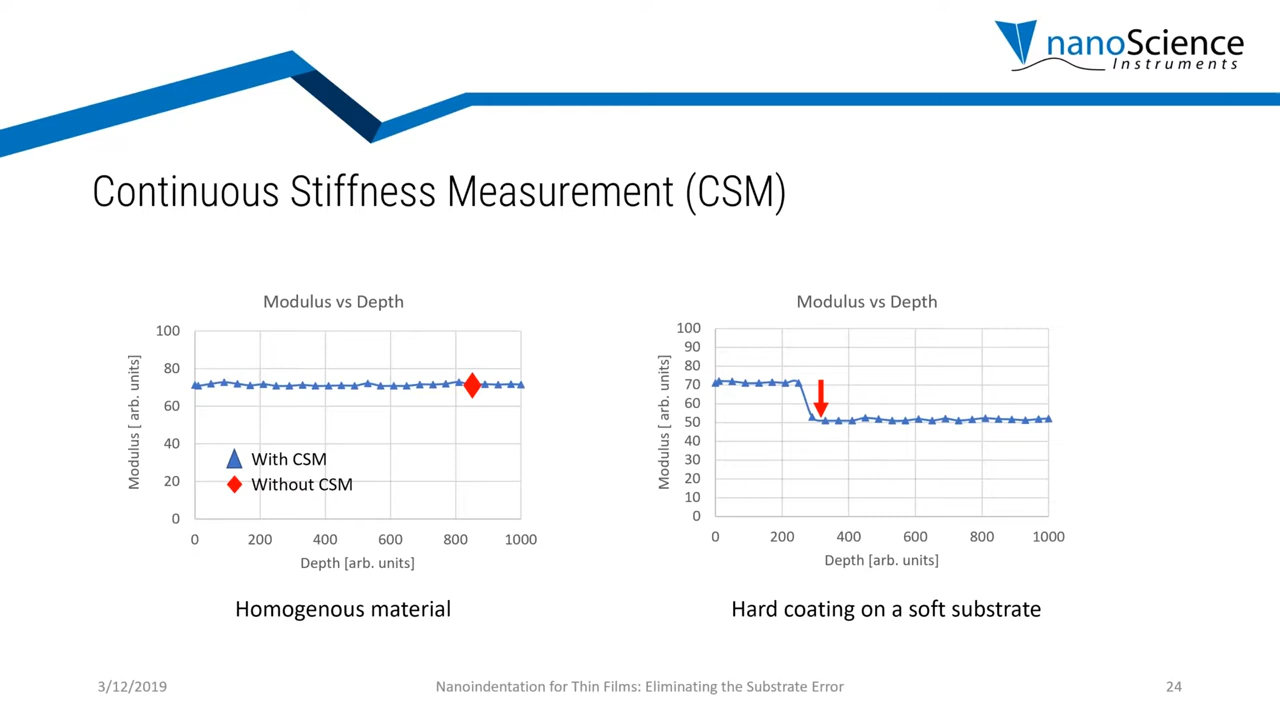 nanoScience
Instruments
Continuous Stiffness Measurement (CSM)
Modulus vs Depth
100
80
60
40
20
0
Modulus [ arb. units]
With CSM
Without CSM
0 200 400 600 800 1000
Depth [arb. units]
Homogenous material
Modulus vs Depth
100
90
80
70
60
50
40
30
20
10
0
Modulus [ arb. units]
0 200 400 600 800 1000
Depth [arb. units]
Hard coating on a soft substrate
3/12/2019
Nanoindentation for Thin Films: Eliminating the Substrate Error
24